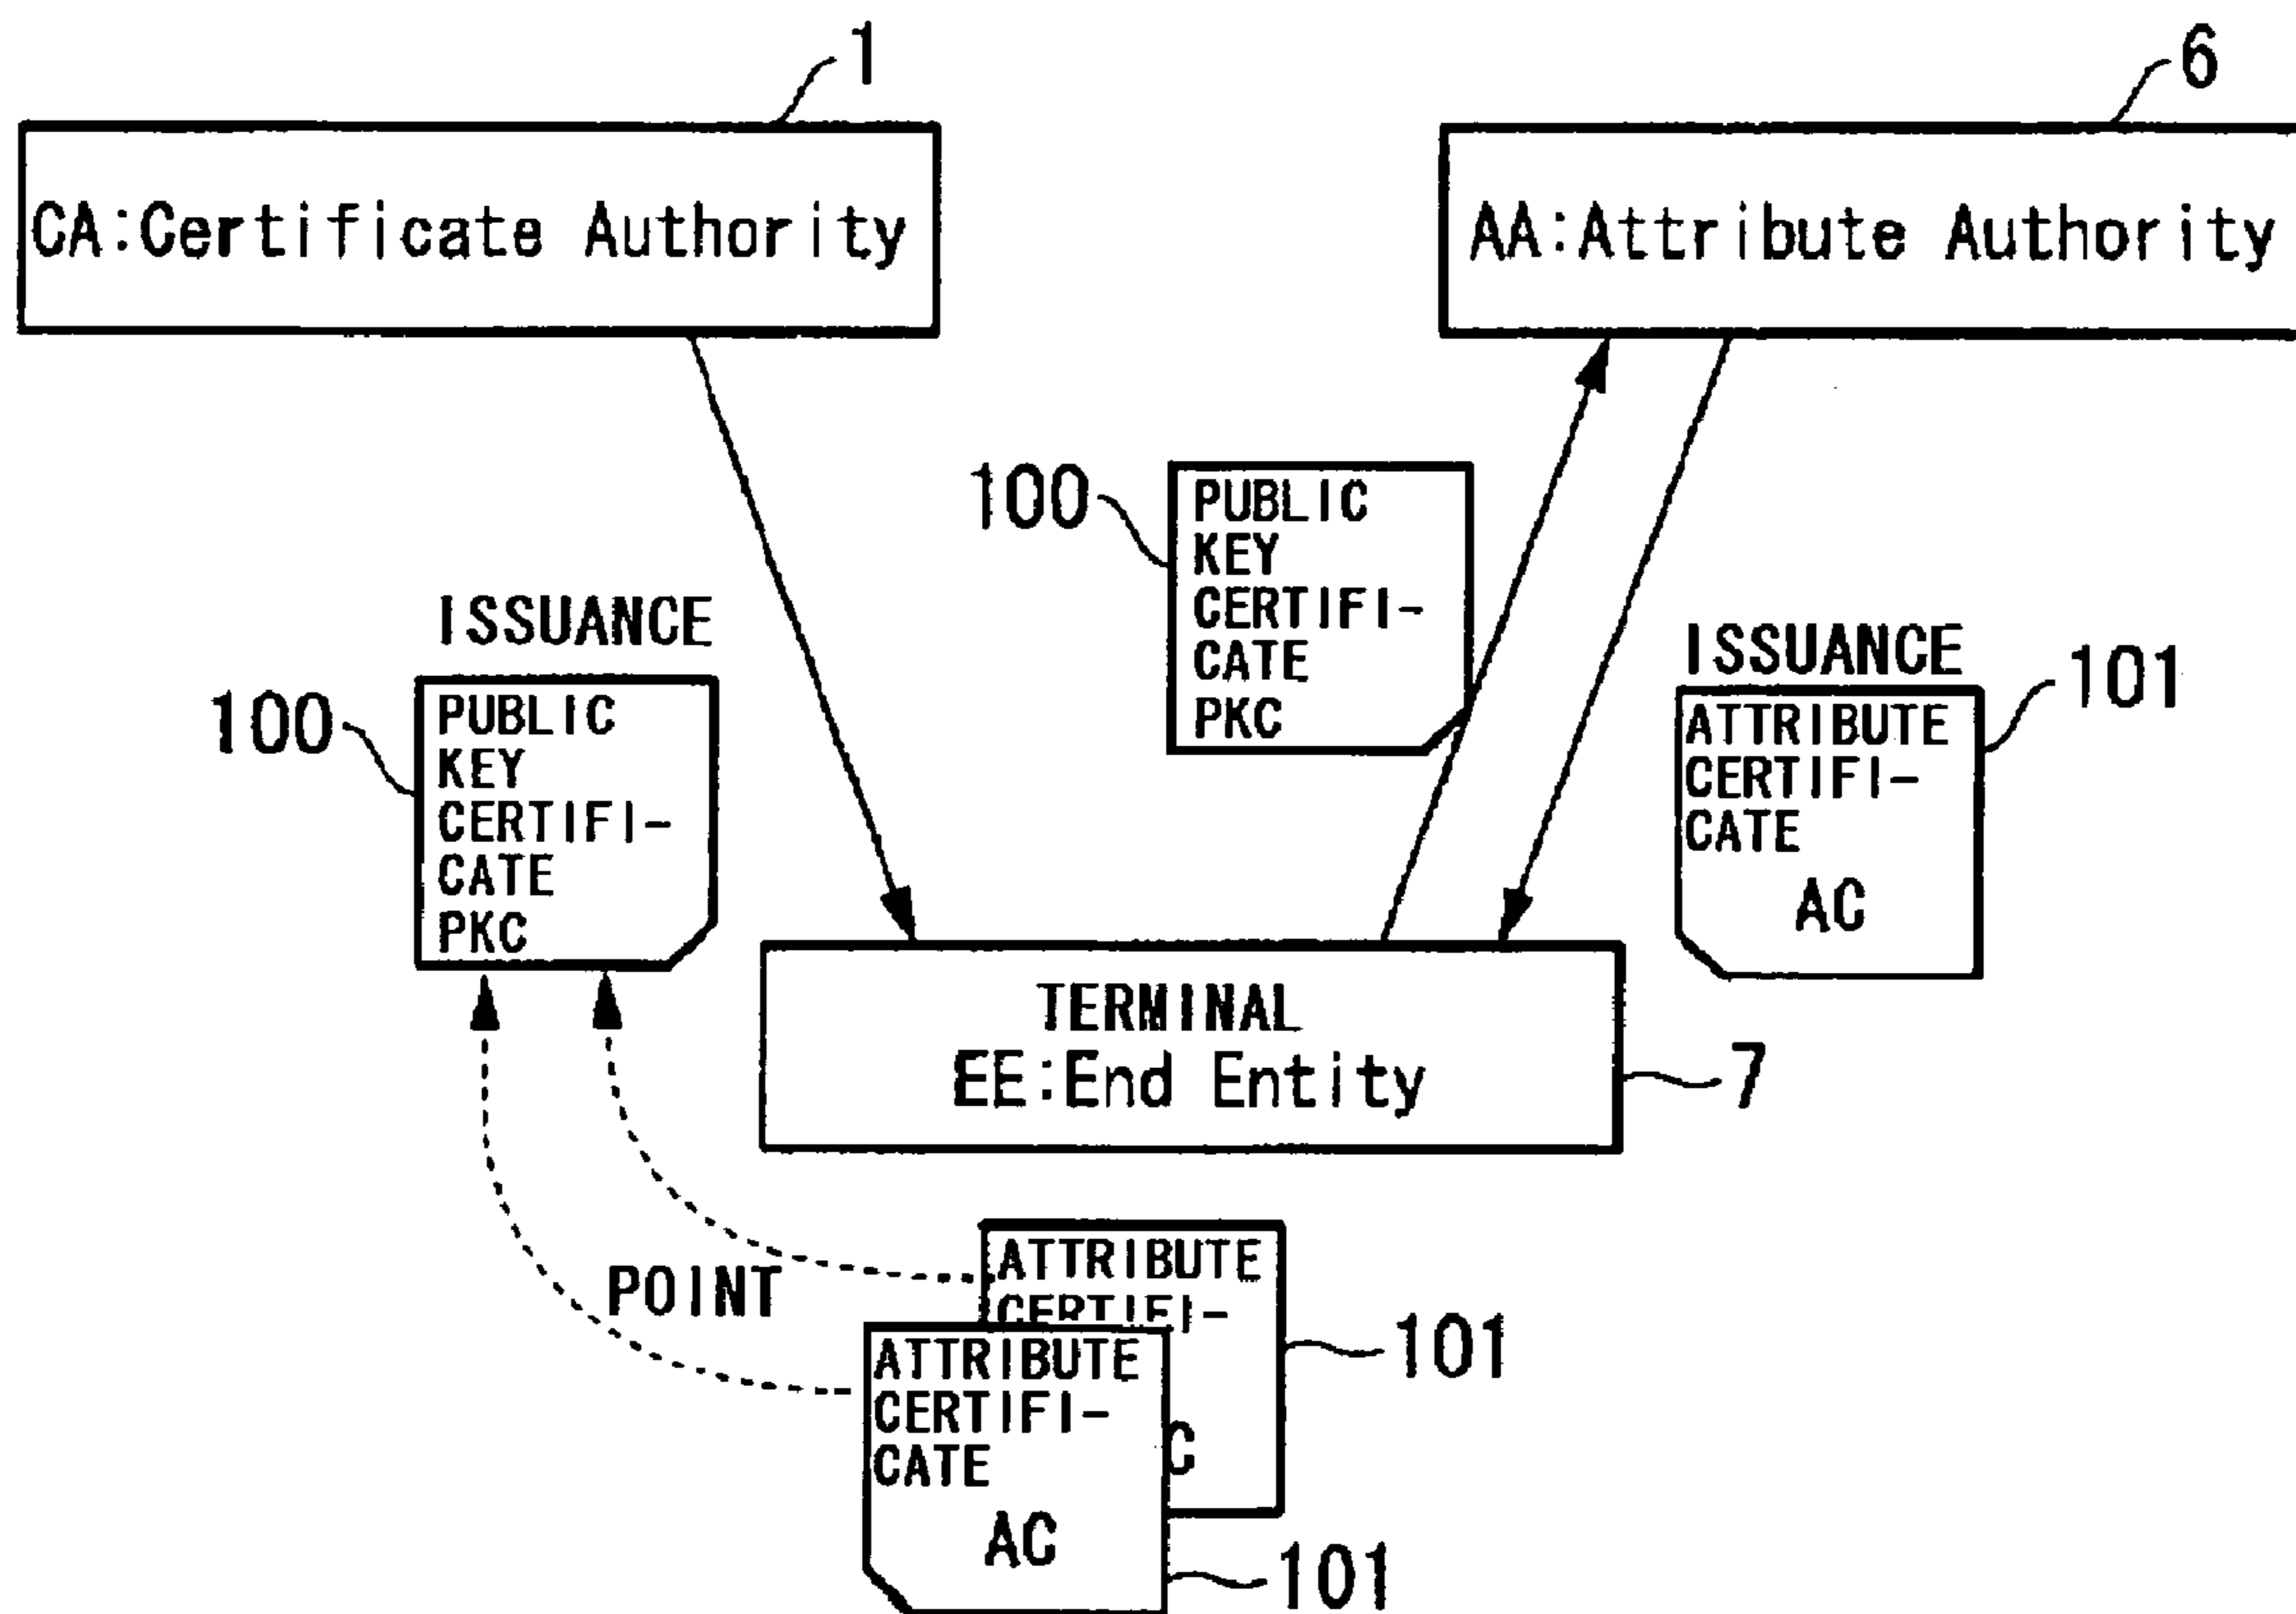 1
6
CA:Certificate Authority
AA:Attribute Authority
100
PUBLIC
KEY
CERTIFI-
CATE
PKC
ISSUANCE
100
PUBLIC
KEY
CERTIFI-
CATE
PKC
ISSUANCE
101
ATTRIBUTE
CERTIFI-
CATE
AC
TERMINAL
EE:End Entity
7
POINT
ATTRIBUTE
CERTIFI-
C
101
ATTRIBUTE
CERTIFI-
CATE
AC
101